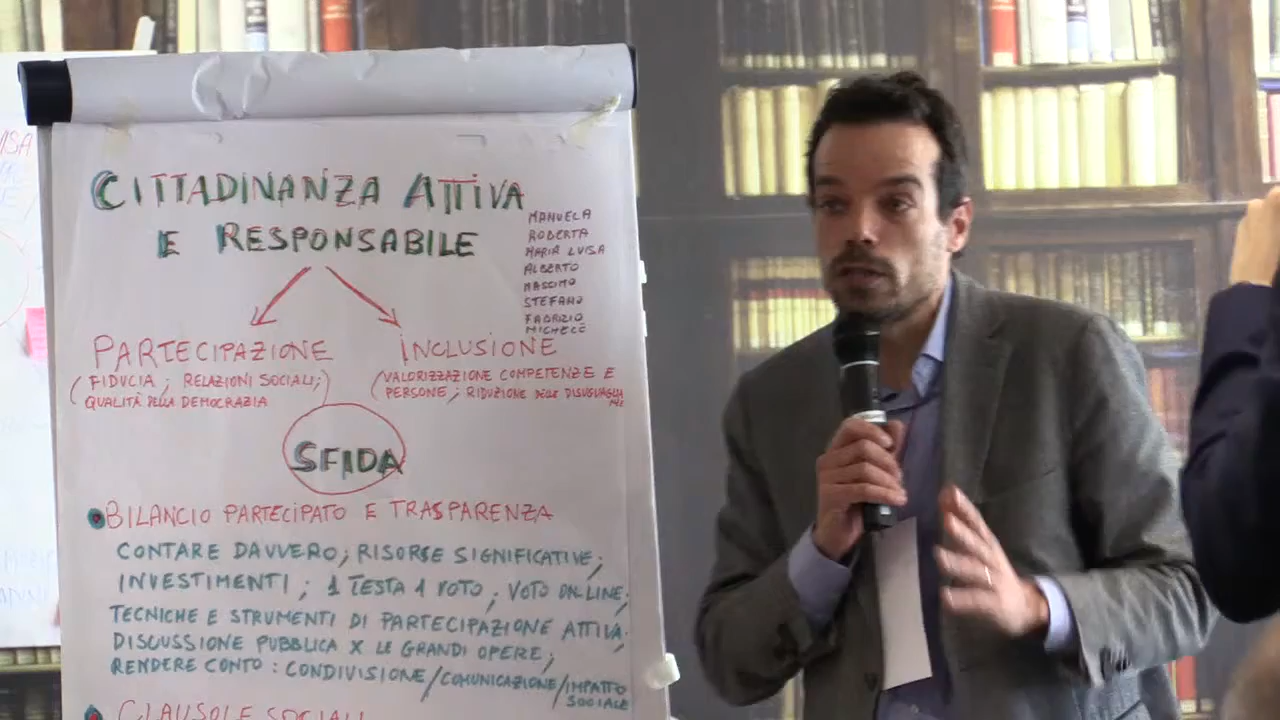 CITTADINANZA ATTIVA
E RESPONSABILE
MANUELA
ROBERTA
MARIA LUISA
ALBERTO
MASSIMO
STEFANO
FABRIZIO
MICHELE
PARTECIPAZIONE
(FIDUCIA; RELAZIONI SOCIALI;)
QUALITÀ DELLA DEMOCRAZIA
INCLUSIONE
(VALORIZZAZIONE COMPETENZE E
PERSONE; RIDUZIONE DELLE
SFIDA
BILANCIO PARTECIPATO E TRASPARENZA
CONTARE DAVVERO; RISORSE SIGNIFICATIVE;
INVESTIMENTI; 1 TESTA 1 VOTO; VOTO ON LINE;
TECNICHE E STRUMENTI DI PARTECIPAZIONE ATTIVA;
DISCUSSIONE PUBBLICA X LE GRANDI OPERE;
RENDERE CONTO: CONDIVISIONE/COMUNICAZIONE/IMPATTO
SOCIALE
CLAUSOLE SOCIALI